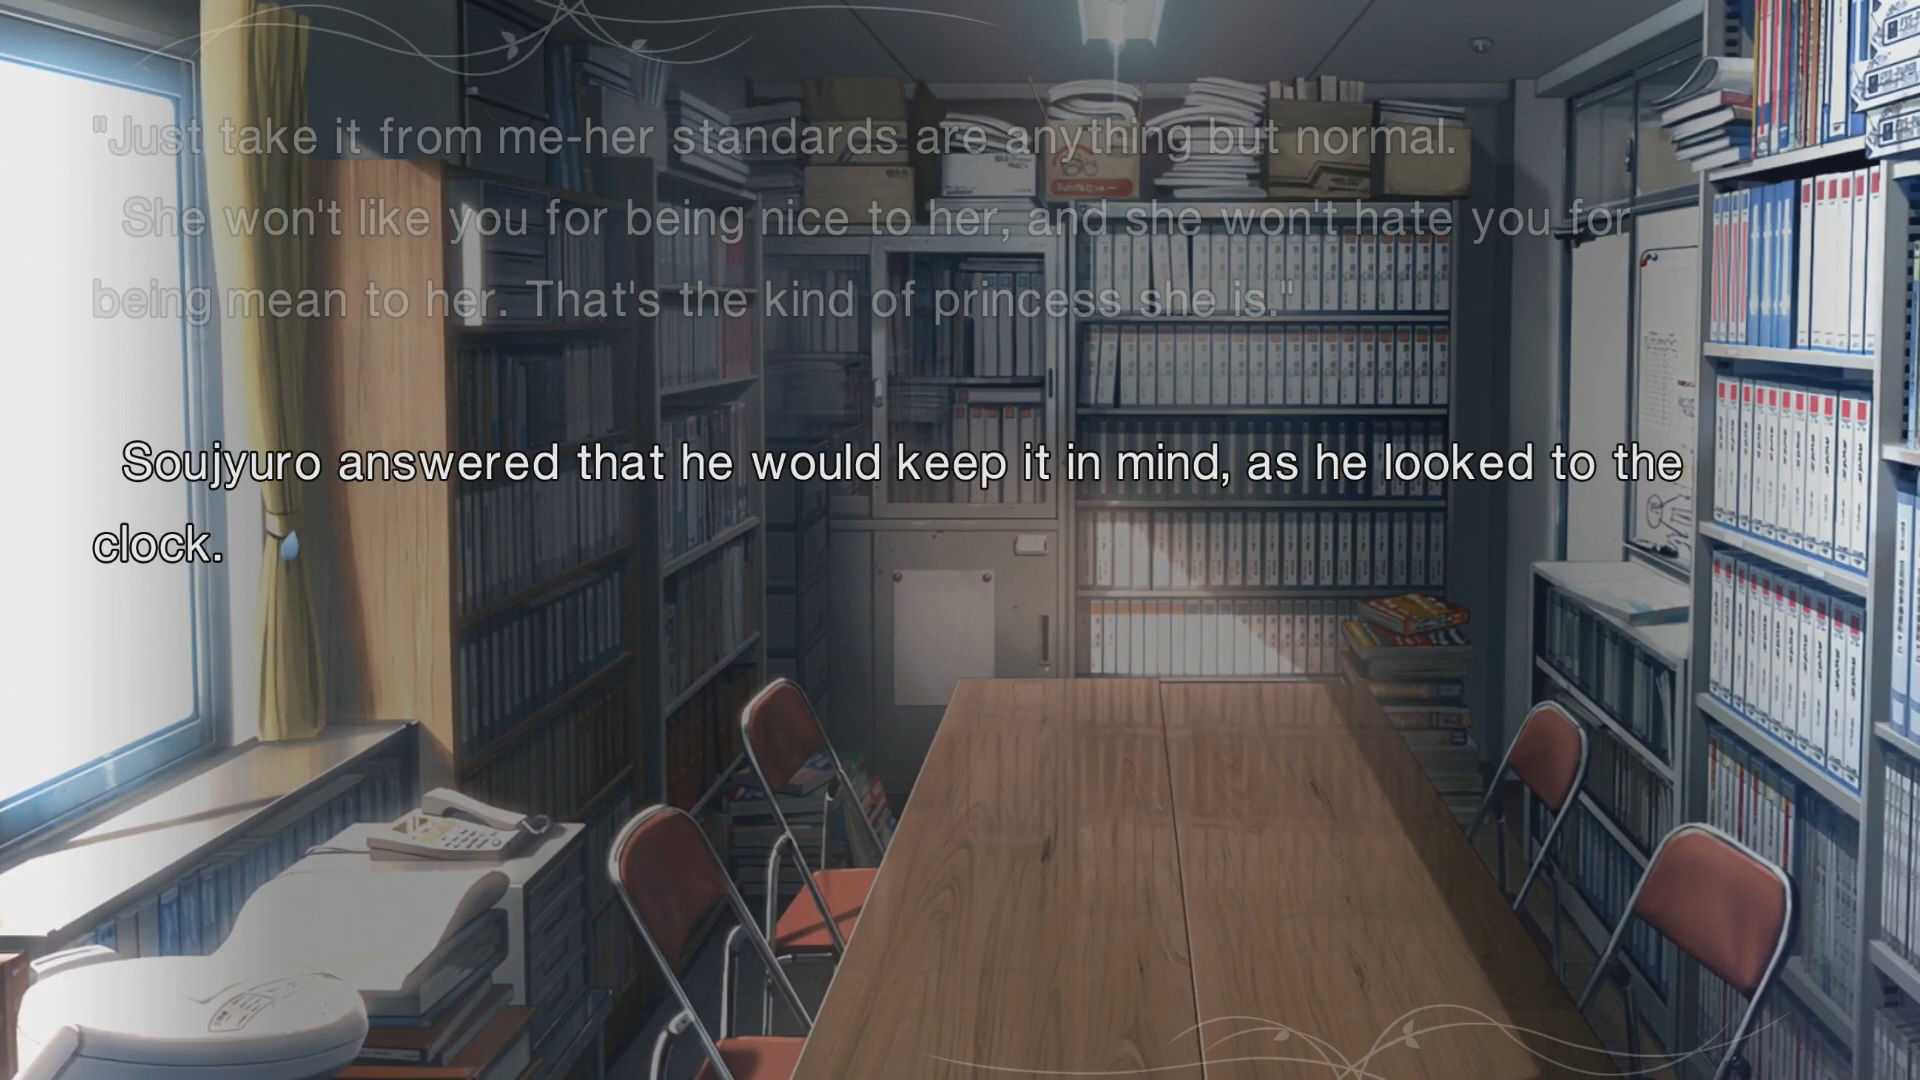 "Just take it from me-her standards are anything but normal.
She won't like you for being nice to her, and she won't hate you for
being mean to her. That's the kind of princess she is."
Soujyuro answered that he would keep it in mind, as he looked to the
clock.